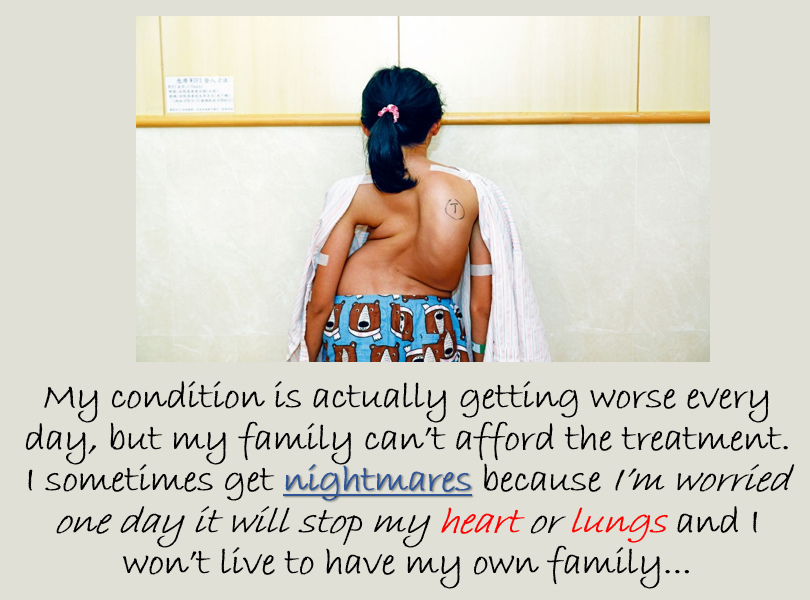 T
My condition is actually getting worse every
day, but my family can't afford the treatment.
I sometimes get nightmares because I'm worried
one day it will stop my heart or lungs and I
won't live to have my own family...